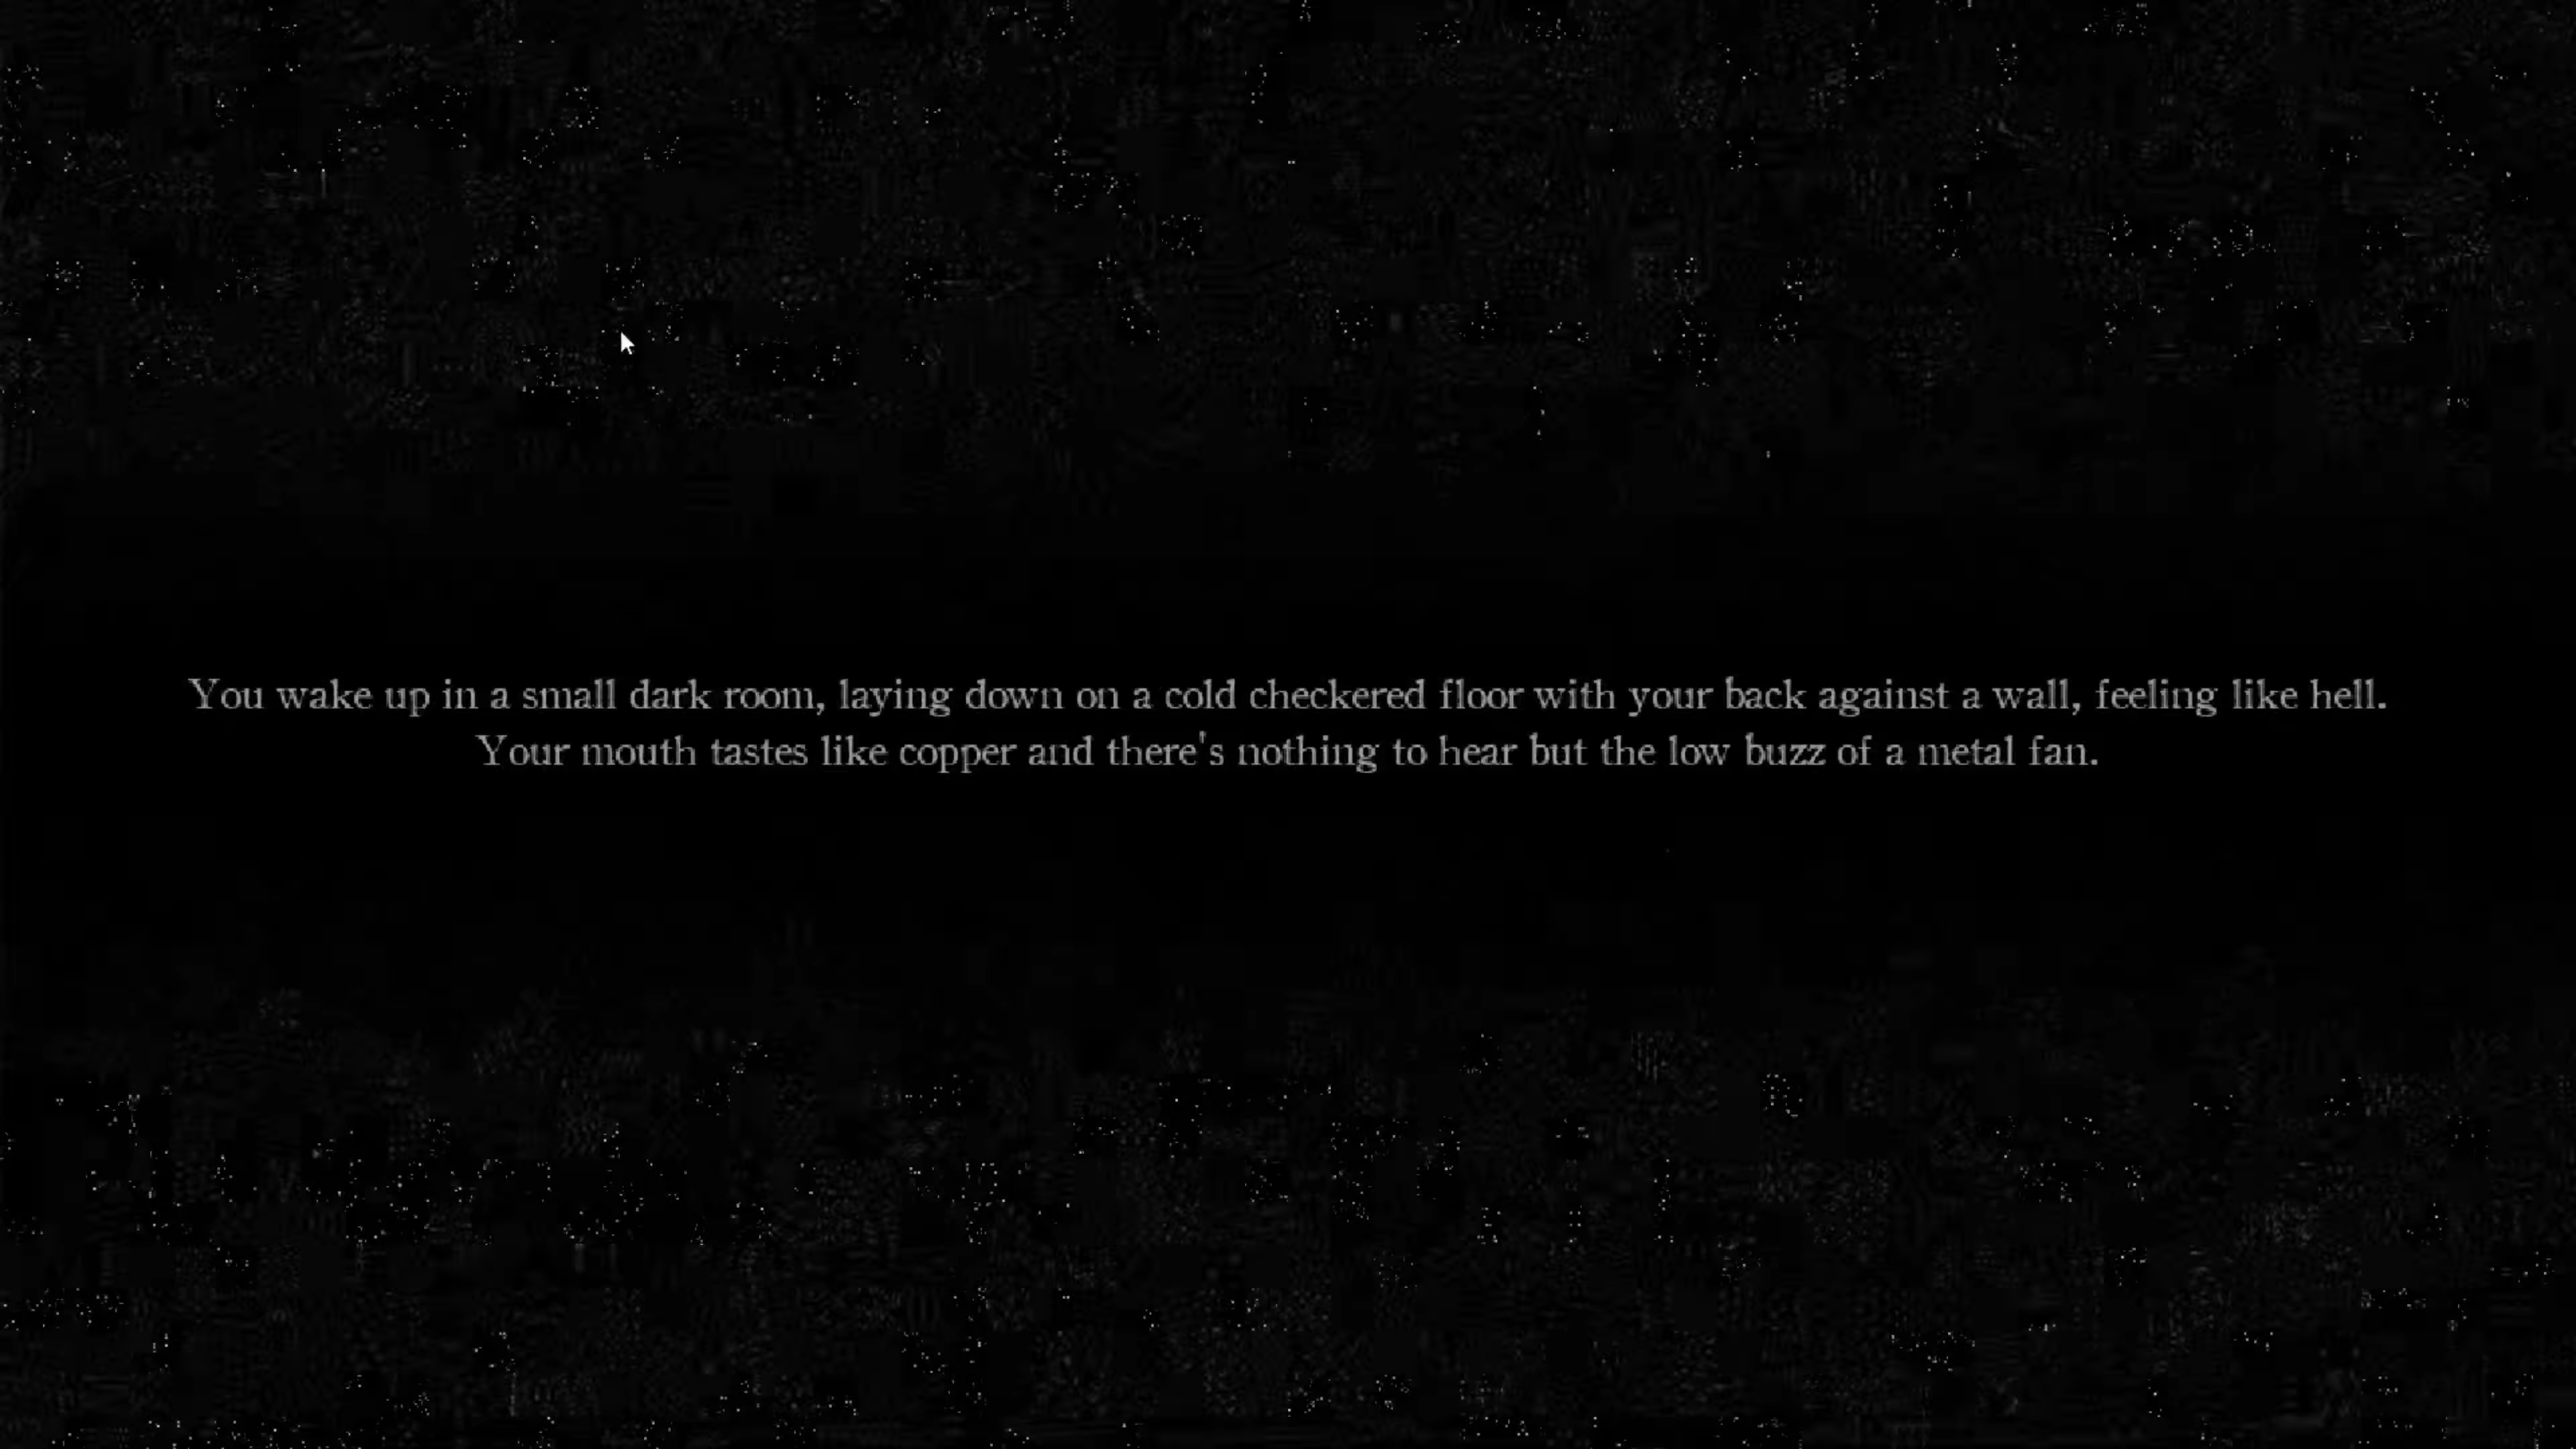 You wake up in a small dark room, laying down on a cold checkered floor with your back against a wall, feeling like hell.
Your mouth tastes like copper and there's nothing to hear but the low buzz of a metal fan.